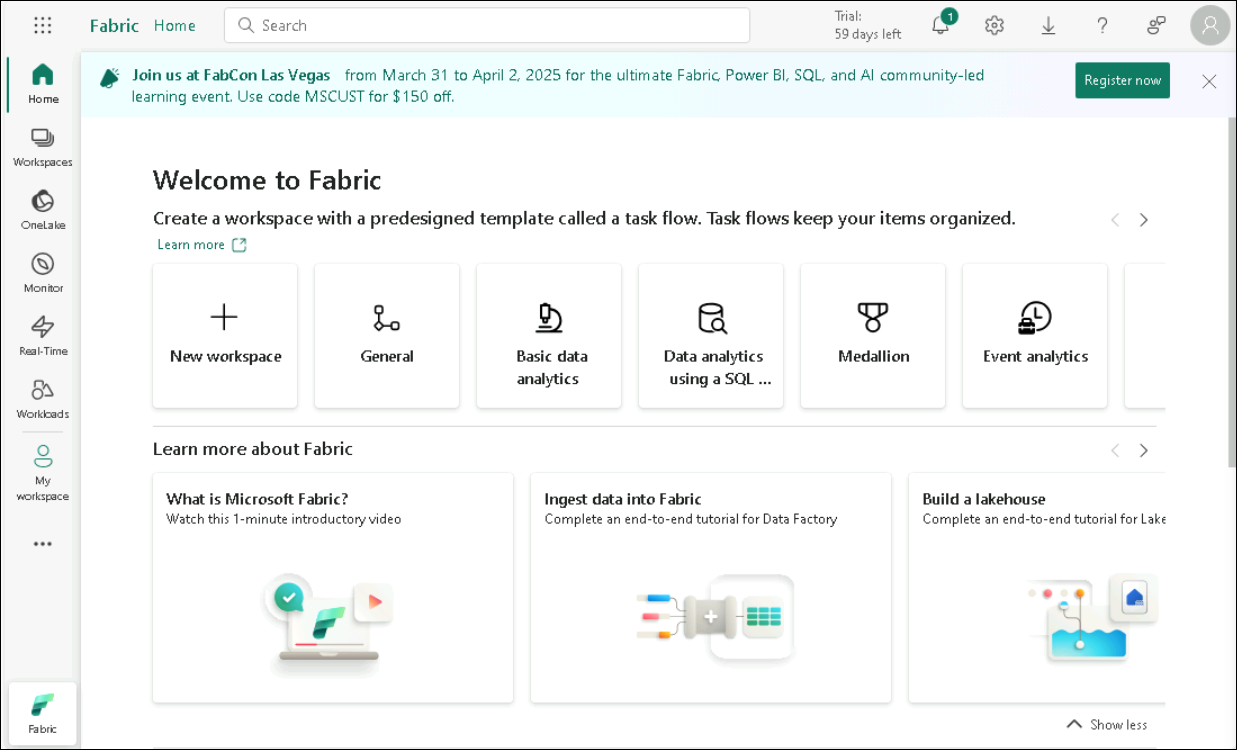 Fabric Home
Search
Trial:
59 days left
1
Join us at FabCon Las Vegas from March 31 to April 2, 2025 for the ultimate Fabric, Power BI, SQL, and AI community-led
learning event. Use code MSCUST for $150 off.
Register now
Home
Workspaces
OneLake
Monitor
Real-Time
Workloads
My
workspace
Fabric
Welcome to Fabric
Create a workspace with a predesigned template called a task flow. Task flows keep your items organized.
Learn more
New workspace
General
Basic data
analytics
Data analytics
using a SQL ...
Medallion
Event analytics
Learn more about Fabric
What is Microsoft Fabric?
Watch this 1-minute introductory video
Ingest data into Fabric
Complete an end-to-end tutorial for Data Factory
Build a lakehouse
Complete an end-to-end tutorial for Lake
Show less